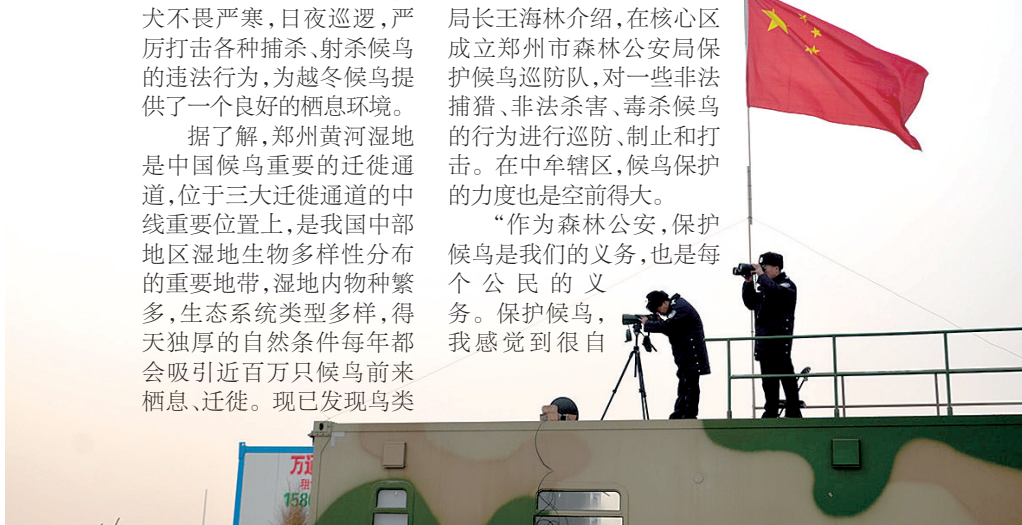 犬不畏严寒，日夜巡逻，严
厉打击各种捕杀、射杀候鸟
的违法行为，为越冬候鸟提
供了一个良好的栖息环境。
据了解，郑州黄河湿地
是中国候鸟重要的迁徙通
道，位于三大迁徙通道的中
线重要位置上，是我国中部
地区湿地生物多样性分布
的重要地带，湿地内物种繁
多，生态系统类型多样，得
天独厚的自然条件每年都
会吸引近百万只候鸟前来
栖息、迁徙。现已发现鸟类
局长王海林介绍，在核心区
成立郑州市森林公安局保
护候鸟巡防队，对一些非法
捕猎、非法杀害、毒杀候鸟
的行为进行巡防、制止和打
击。在中牟辖区，候鸟保护
的力度也是空前得大。
“作为森林公安，保护
候鸟是我们的义务，也是每
个公民的义
务。保护候鸟，
我感觉到很自
万
158